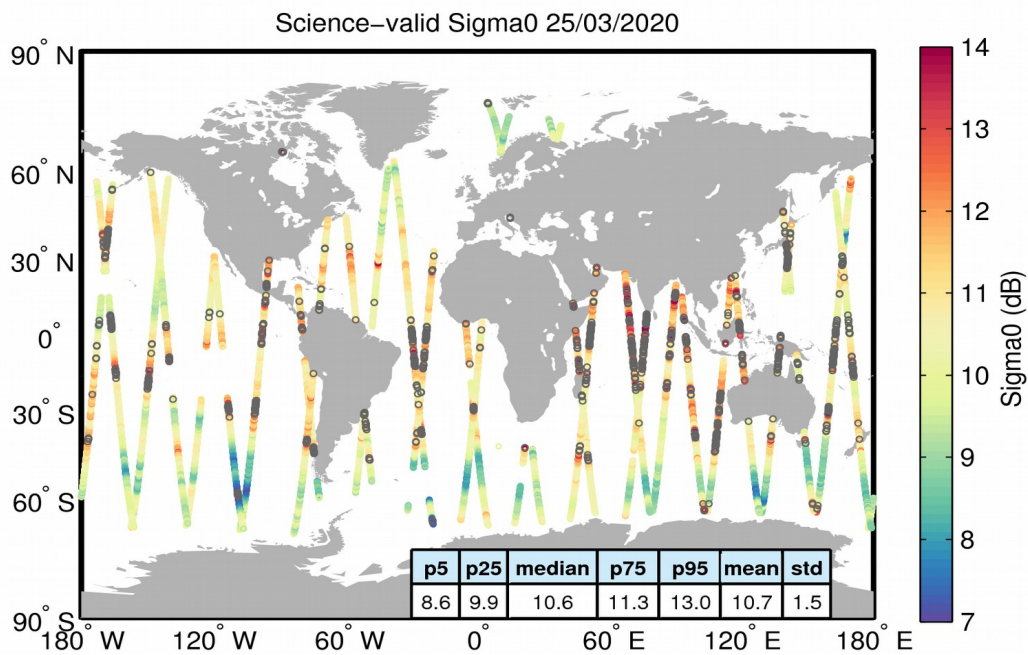 Science−valid Sigma0 25/03/2020
90° N
60° N
30° N
0°
30° S
60° S
90° S
180° W
120° W
60° W
0°
60° E
120° E
180° E
p5 p25 median p75 p95 mean std
8.6 9.9 10.6 11.3 13.0 10.7 1.5
14
13
12
11
10
9
8
7
Sigma0 (dB)